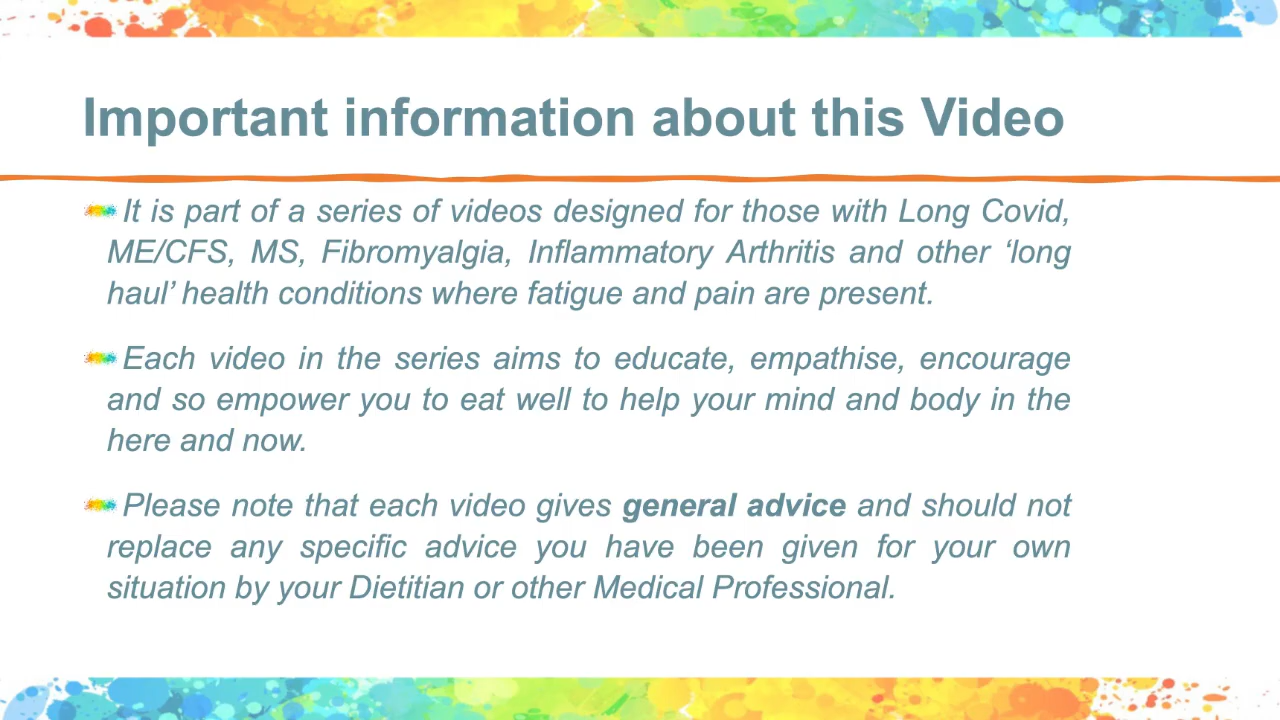 Important information about this Video
It is part of a series of videos designed for those with Long Covid,
ME/CFS, MS, Fibromyalgia, Inflammatory Arthritis and other ‘long
haul’ health conditions where fatigue and pain are present.
Each video in the series aims to educate, empathise, encourage
and so empower you to eat well to help your mind and body in the
here and now.
Please note that each video gives general advice and should not
replace any specific advice you have been given for your own
situation by your Dietitian or other Medical Professional.